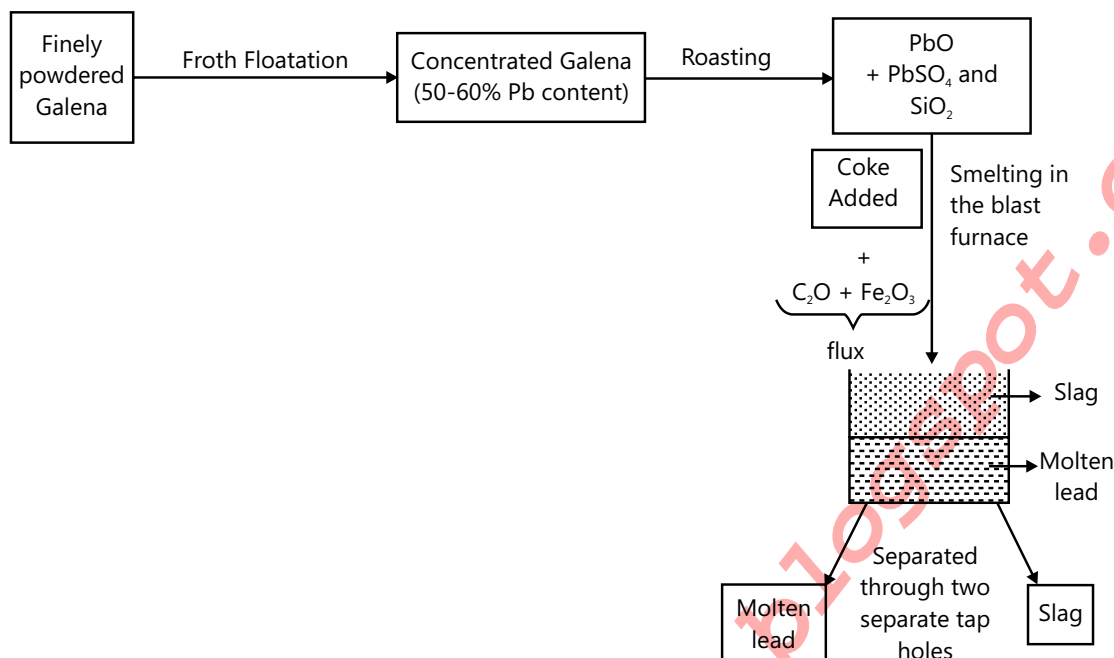 Finely
powdered
Galena
Froth Floatation
Concentrated Galena
(50-60% Pb content)
Roasting
PbO
+ PbSO₄ and
SiO₂
Coke
Added
Smelting in
the blast
furnace
+
C₂O + Fe₂O₃
flux
Slag
Molten
lead
Separated
through two
separate tap
holes
Molten
lead
Slag
blogspot.